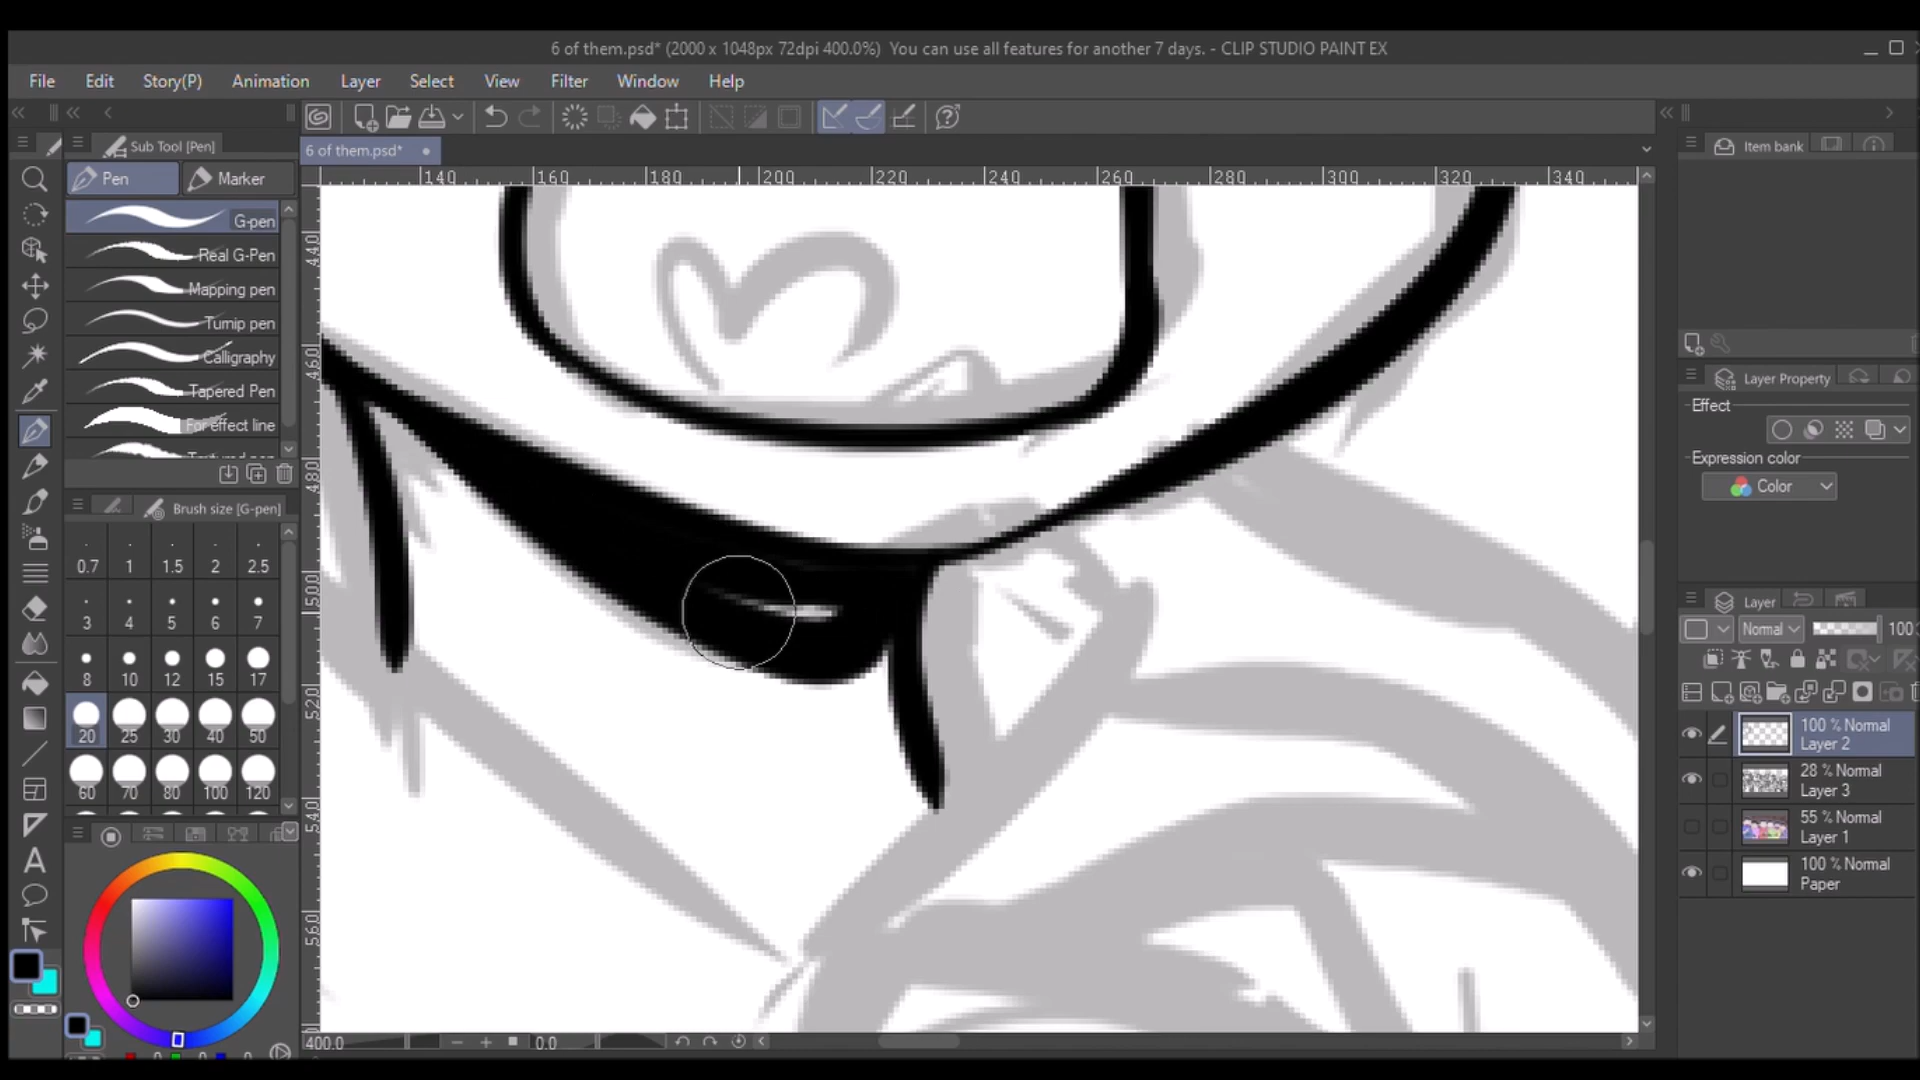 6 of them.psd* (2000 x 1048px 72dpi 400.0%) You can use all features for another 7 days. - CLIP STUDIO PAINT EX
File Edit Story(P) Animation Layer Select View Filter Window Help
Sub Tool [Pen]
6 of them.psd*
Item bank
Pen Marker
140 160 180 200 220 240 260 280 300 320 340
G-pen
Real G-Pen
Mapping pen
Turnip pen
Calligraphy
Tapered Pen
For effect line
Textured pen
440
460
480
500
520
540
560
Brush size [G-pen]
0.7 1 1.5 2 2.5
3 4 5 6 7
8 10 12 15 17
20 25 30 40 50
60 70 80 100 120
Layer Property
Effect
Expression color
Color
Layer
Normal 100
100 % Normal
Layer 2
28 % Normal
Layer 3
55 % Normal
Layer 1
100 % Normal
Paper
400.0 0.0